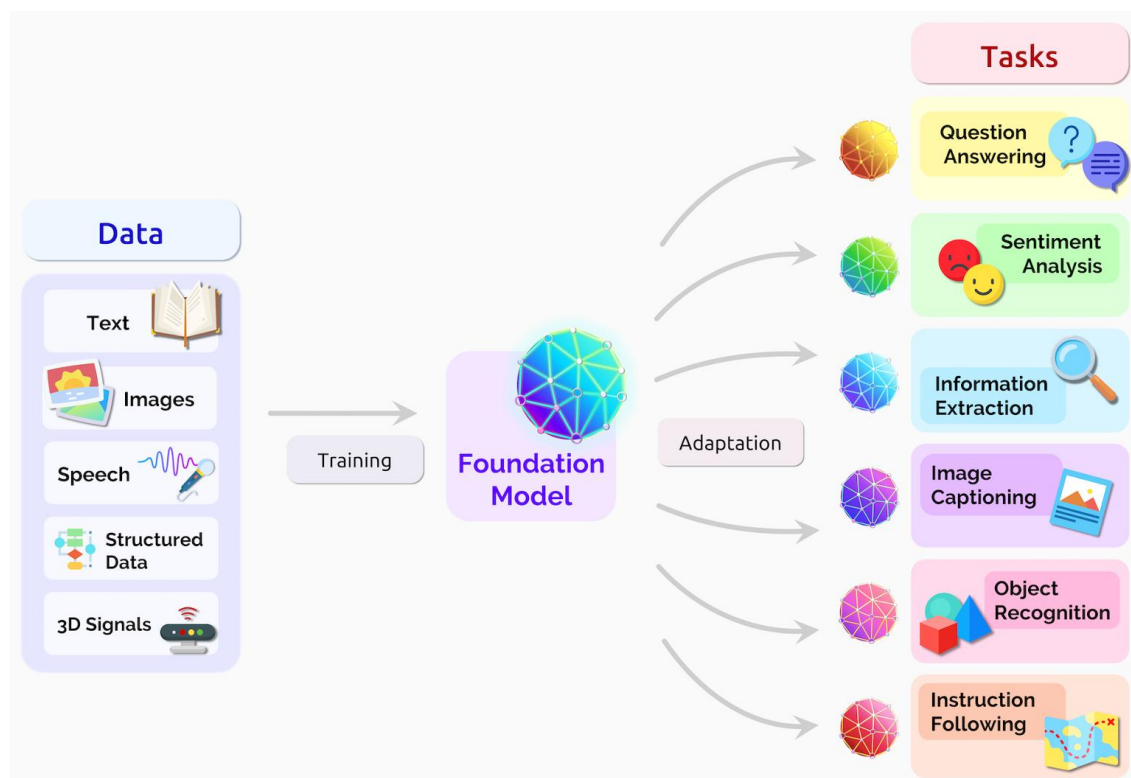 Data
Text
Images
Speech
Structured
Data
3D Signals
Training
Foundation
Model
Adaptation
Tasks
Question
Answering
Sentiment
Analysis
Information
Extraction
Image
Captioning
Object
Recognition
Instruction
Following